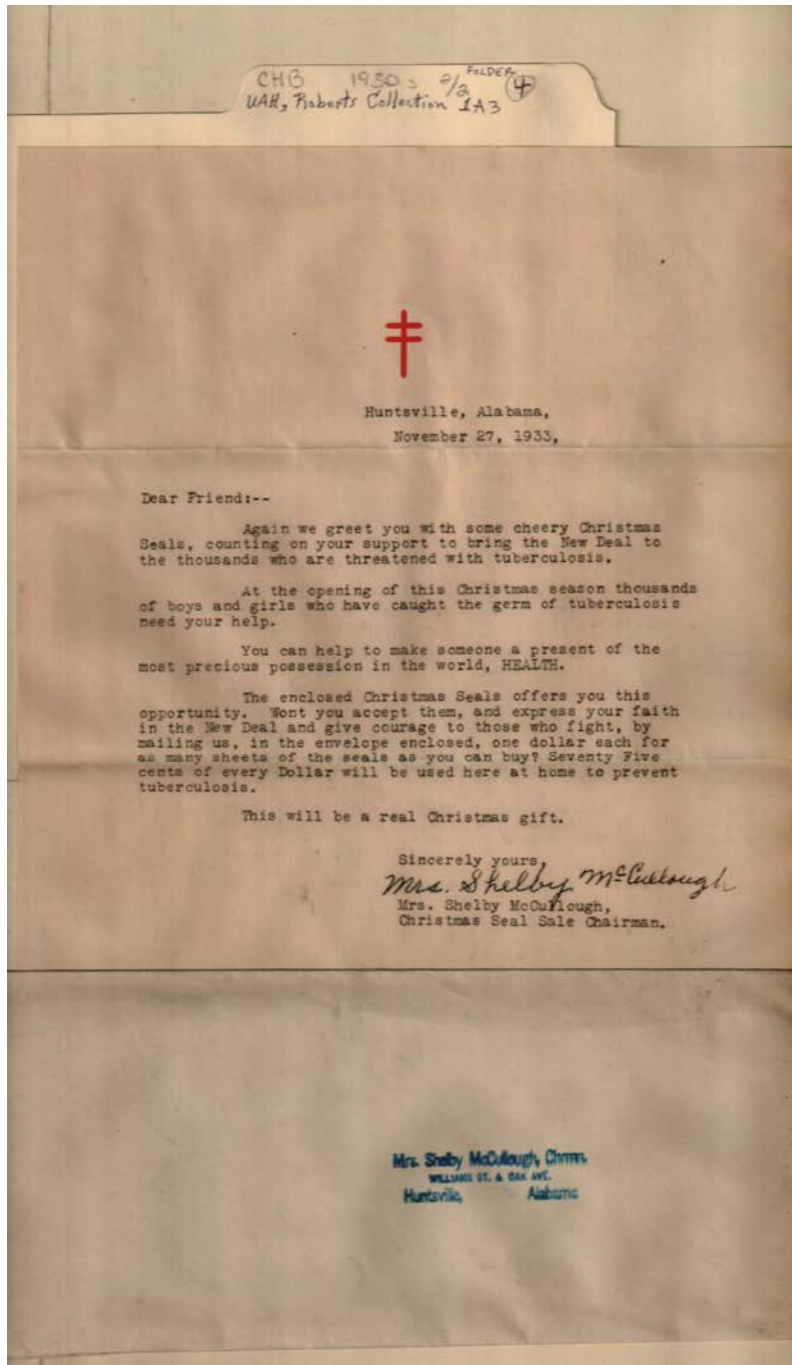 FOLDER
CHB 1930s 2/2 4
UAH, Roberts Collection 1A3
Huntsville, Alabama,
November 27, 1933,
Dear Friend:--
Again we greet you with some cheery Christmas
Seals, counting on your support to bring the New Deal to
the thousands who are threatened with tuberculosis.
At the opening of this Christmas season thousands
of boys and girls who have caught the germ of tuberculosis
need your help.
You can help to make someone a present of the
most precious possession in the world, HEALTH.
The enclosed Christmas Seals offers you this
opportunity. Wont you accept them, and express your faith
in the New Deal and give courage to those who fight, by
mailing us, in the envelope enclosed, one dollar each for
as many sheets of the seals as you can buy? Seventy Five
cents of every Dollar will be used here at home to prevent
tuberculosis.
This will be a real Christmas gift.
Sincerely yours,
Mrs. Shelby McCullough
Mrs. Shelby McCullough,
Christmas Seal Sale Chairman.
Mrs. Shelby McCullough, Chrmn.
WILLIAMS ST. & OAK AVE.
Huntsville, Alabama